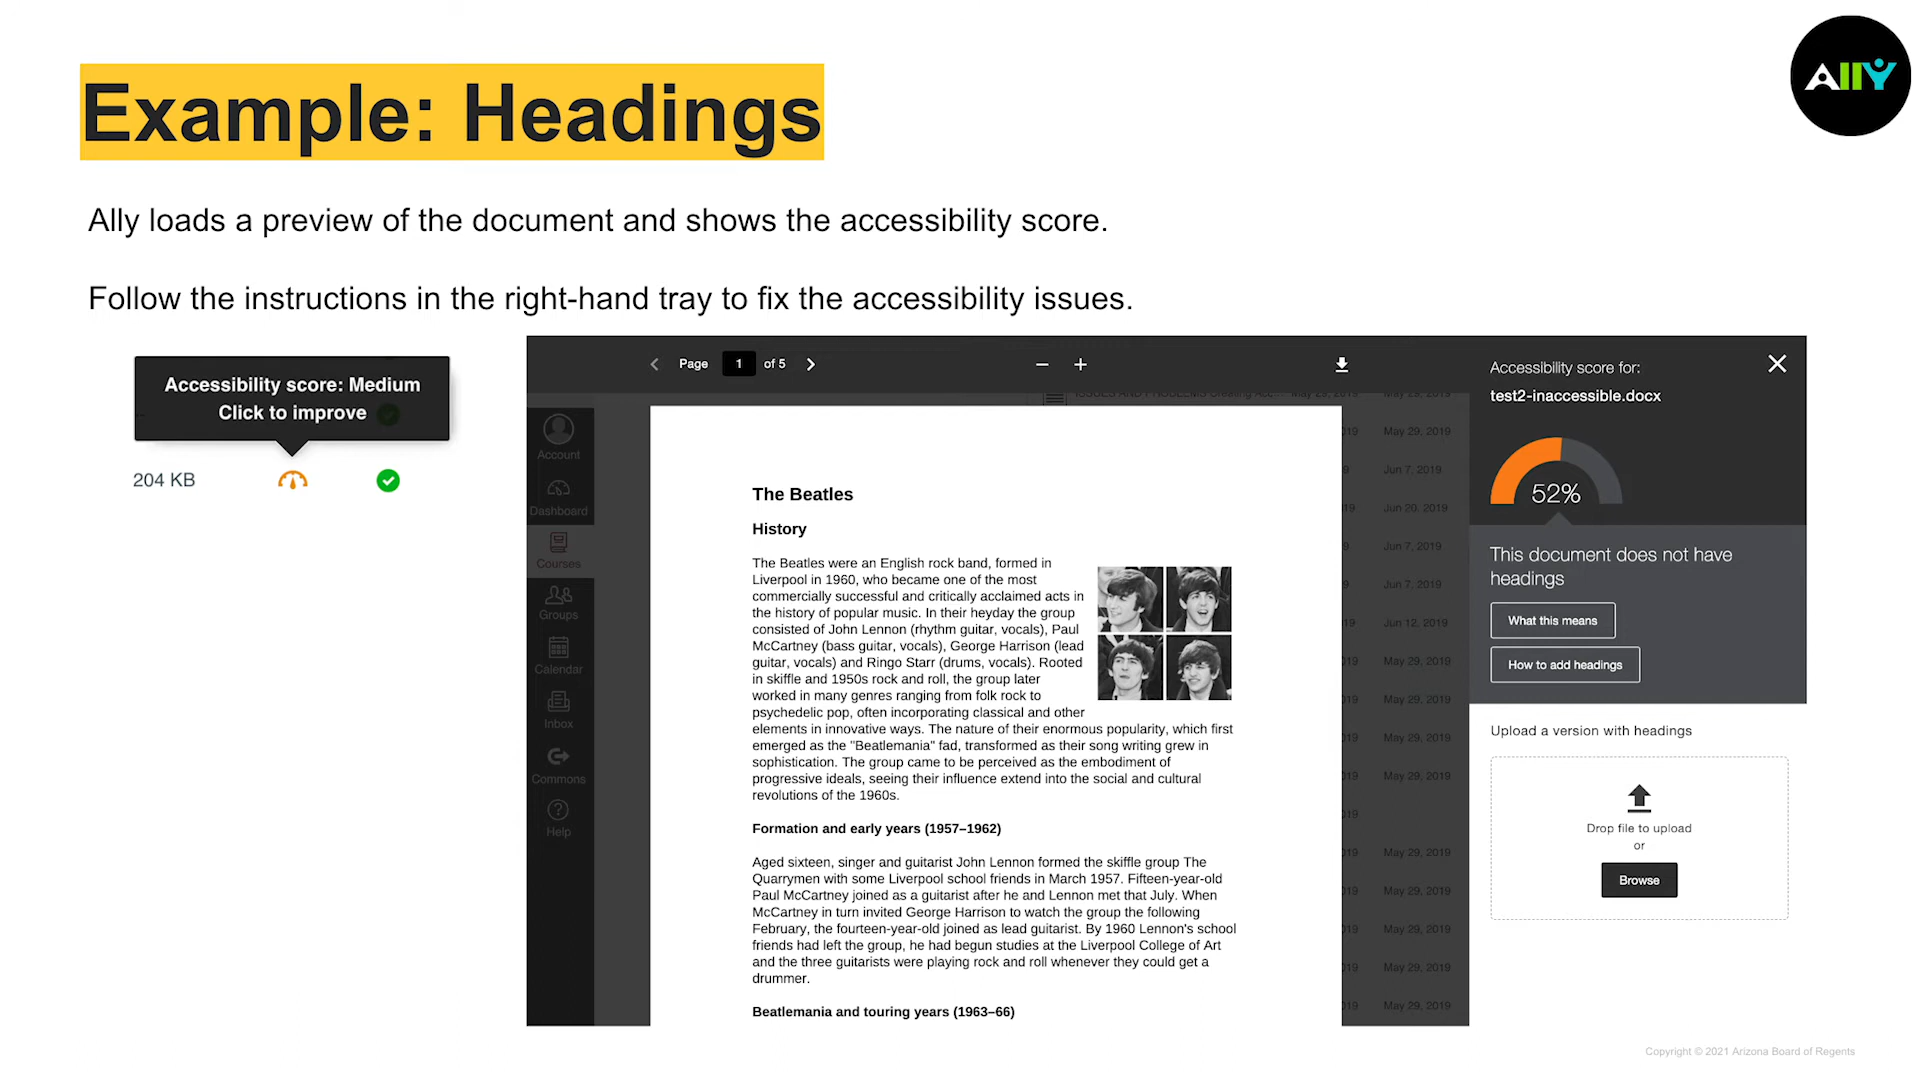 Ally
Example: Headings
Ally loads a preview of the document and shows the accessibility score.
Follow the instructions in the right-hand tray to fix the accessibility issues.
Accessibility score: Medium
Click to improve
204 KB
Page 1 of 5
Account
Dashboard
Courses
Groups
Calendar
Inbox
Commons
Help
The Beatles
History
The Beatles were an English rock band, formed in
Liverpool in 1960, who became one of the most
commercially successful and critically acclaimed acts in
the history of popular music. In their heyday the group
consisted of John Lennon (rhythm guitar, vocals), Paul
McCartney (bass guitar, vocals), George Harrison (lead
guitar, vocals) and Ringo Starr (drums, vocals). Rooted
in skiffle and 1950s rock and roll, the group later
worked in many genres ranging from folk rock to
psychedelic pop, often incorporating classical and other
elements in innovative ways. The nature of their enormous popularity, which first
emerged as the "Beatlemania" fad, transformed as their song writing grew in
sophistication. The group came to be perceived as the embodiment of
progressive ideals, seeing their influence extend into the social and cultural
revolutions of the 1960s.
Formation and early years (1957–1962)
Aged sixteen, singer and guitarist John Lennon formed the skiffle group The
Quarrymen with some Liverpool school friends in March 1957. Fifteen-year-old
Paul McCartney joined as a guitarist after he and Lennon met that July. When
McCartney in turn invited George Harrison to watch the group the following
February, the fourteen-year-old joined as lead guitarist. By 1960 Lennon's school
friends had left the group, he had begun studies at the Liverpool College of Art
and the three guitarists were playing rock and roll whenever they could get a
drummer.
Beatlemania and touring years (1963–66)
May 29, 2019
Jun 7, 2019
Jun 20, 2019
Jun 7, 2019
Jun 7, 2019
Jun 12, 2019
May 29, 2019
May 29, 2019
May 29, 2019
May 29, 2019
May 29, 2019
May 29, 2019
May 29, 2019
May 29, 2019
May 29, 2019
Accessibility score for:
test2-inaccessible.docx
52%
This document does not have
headings
What this means
How to add headings
Upload a version with headings
Drop file to upload
or
Browse
Copyright © 2021 Arizona Board of Regents